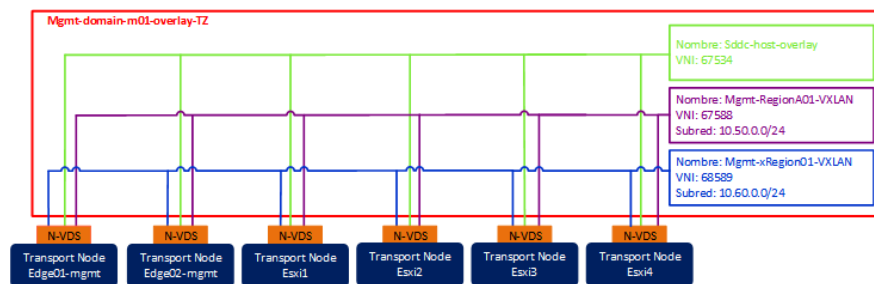 Mgmt-domain-m01-overlay-TZ
Nombre: Sddc-host-overlay
VNI: 67534
Nombre: Mgmt-RegionA01-VXLAN
VNI: 67588
Subred: 10.50.0.0/24
Nombre: Mgmt-xRegion01-VXLAN
VNI: 68589
Subred: 10.60.0.0/24
N-VDS
N-VDS
N-VDS
N-VDS
N-VDS
N-VDS
Transport Node
Edge01-mgmt
Transport Node
Edge02-mgmt
Transport Node
Esxi1
Transport Node
Esxi2
Transport Node
Esxi3
Transport Node
Esxi4